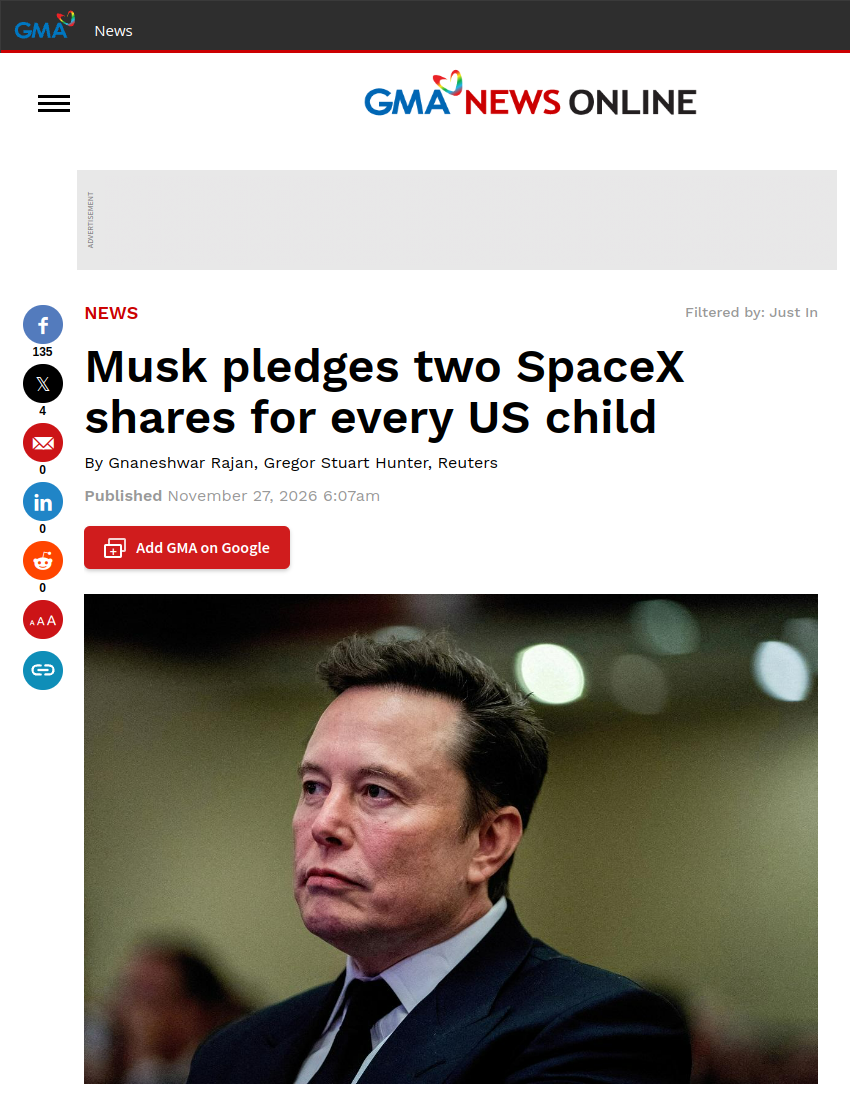 GMA News
GMA NEWS ONLINE
ADVERTISEMENT
NEWS
Filtered by: Just In
Musk pledges two SpaceX
shares for every US child
By Gnaneshwar Rajan, Gregor Stuart Hunter, Reuters
Published November 27, 2026 6:07am
Add GMA on Google
f
135
𝕏
4
0
in
0
0
A A A